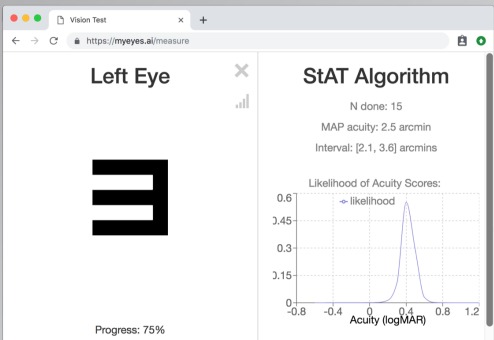 Vision Test
https://myeyes.ai/measure
Left Eye
Progress: 75%
StAT Algorithm
N done: 15
MAP acuity: 2.5 arcmin
Interval: [2.1, 3.6] arcmins
Likelihood of Acuity Scores:
likelihood
0.6
0.45
0.3
0.15
0
-0.8 -0.4 0 0.4 0.8 1.2
Acuity (logMAR)